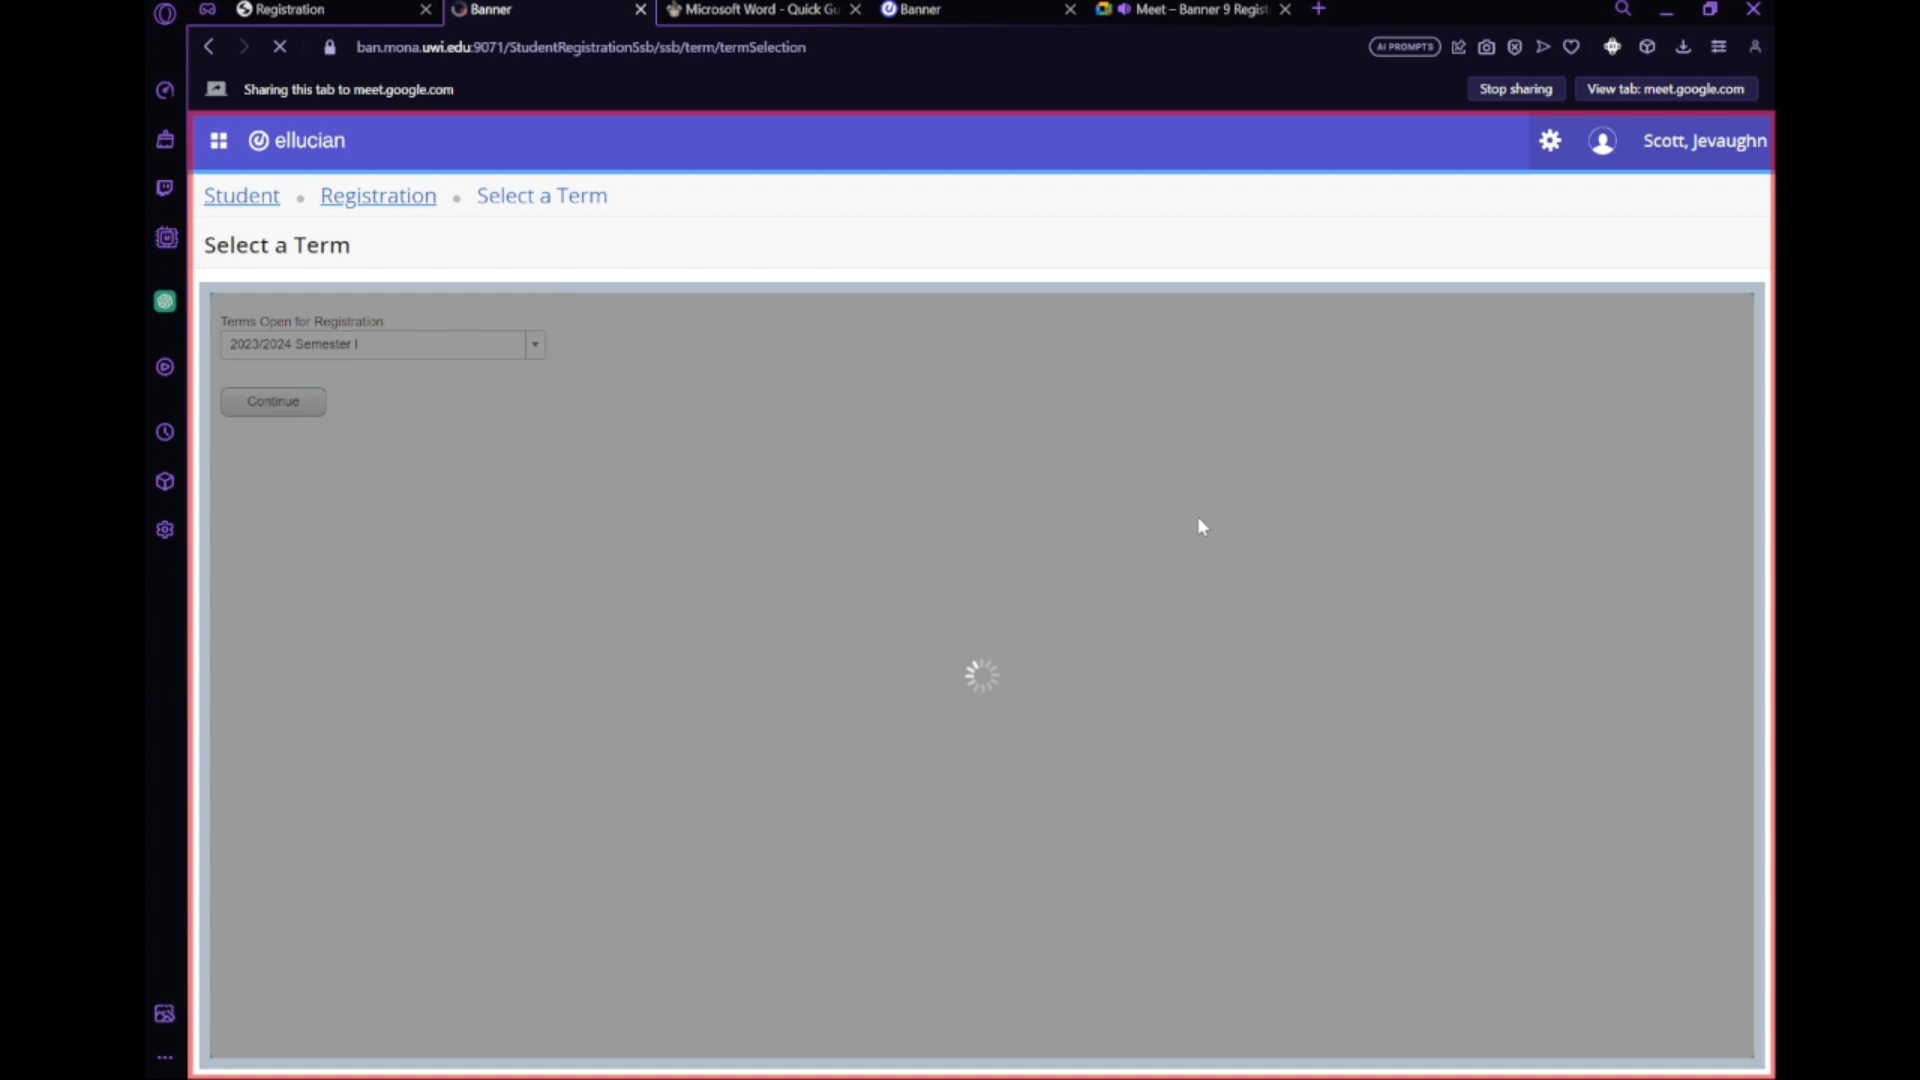 Registration
Banner
Microsoft Word - Quick Gu
Banner
Meet – Banner 9 Regist
ban.mona.uwi.edu:9071/StudentRegistrationSsb/ssb/term/termSelection
AI PROMPTS
Sharing this tab to meet.google.com
Stop sharing
View tab: meet.google.com
ellucian
Scott, Jevaughn
Student • Registration • Select a Term
Select a Term
Terms Open for Registration
2023/2024 Semester I
Continue